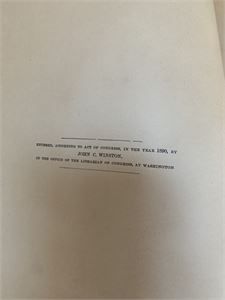 ENTERED, ACCORDING TO ACT OF CONGRESS, IN THE YEAR 1890, BY
JOHN C. WINSTON,
IN THE OFFICE OF THE LIBRARIAN OF CONGRESS, AT WASHINGTON